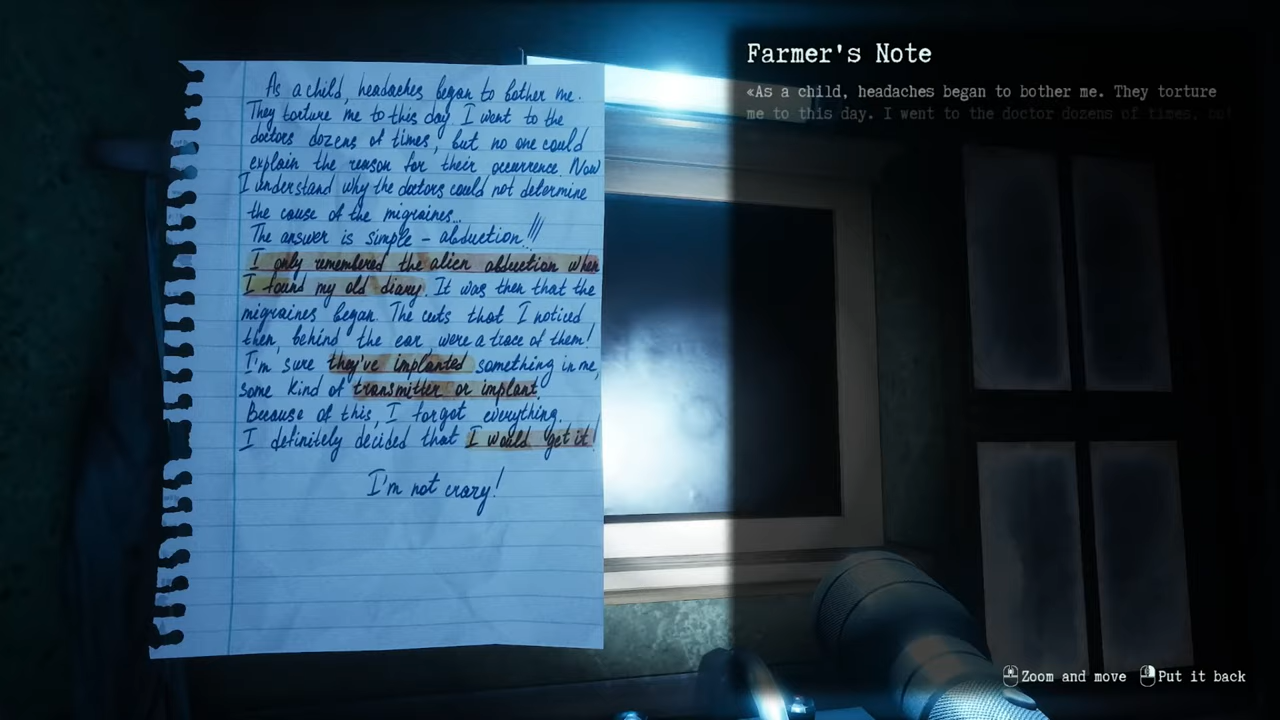 As a child, headaches began to bother me.
They torture me to this day. I went to the
doctors dozens of times, but no one could
explain the reason for their occurrence. Now
I understand why the doctors could not determine
the cause of the migraines...
The answer is simple – abduction!!!
I only remembered the alien abduction when
I found my old diary. It was then that the
migraines began. The cuts that I noticed
then, behind the ear, were a trace of them!
I'm sure they've implanted something in me,
some kind of transmitter or implant.
Because of this, I forgot everything.
I definitely decided that I would get it!
I'm not crazy!
Farmer's Note
«As a child, headaches began to bother me. They torture
me to this day. I went to the doctor dozens of times, but
Zoom and move
Put it back